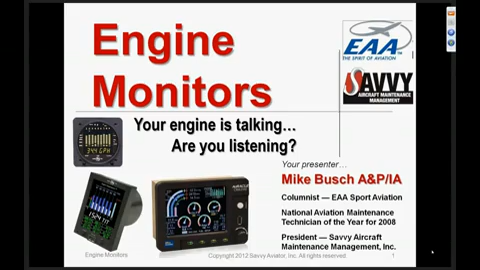 Engine
Monitors
Your engine is talking…
Are you listening?
EAA
THE SPIRIT OF AVIATION
SAVVY
AIRCRAFT MAINTENANCE
MANAGEMENT
Your presenter…
Mike Busch A&P/IA
Columnist — EAA Sport Aviation
National Aviation Maintenance
Technician of the Year for 2008
President — Savvy Aircraft
Maintenance Management, Inc.
Engine Monitors
Copyright 2012 Savvy Aviator, Inc. All rights reserved.
1